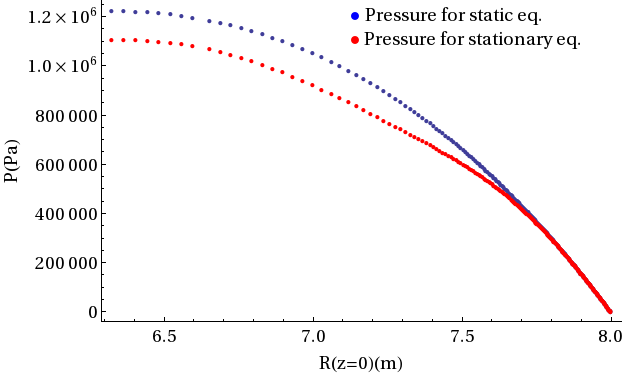 Pressure for static eq.
Pressure for stationary eq.
P(Pa)
1.2 × 10⁶
1.0 × 10⁶
800 000
600 000
400 000
200 000
0
6.5
7.0
7.5
8.0
R(z=0)(m)